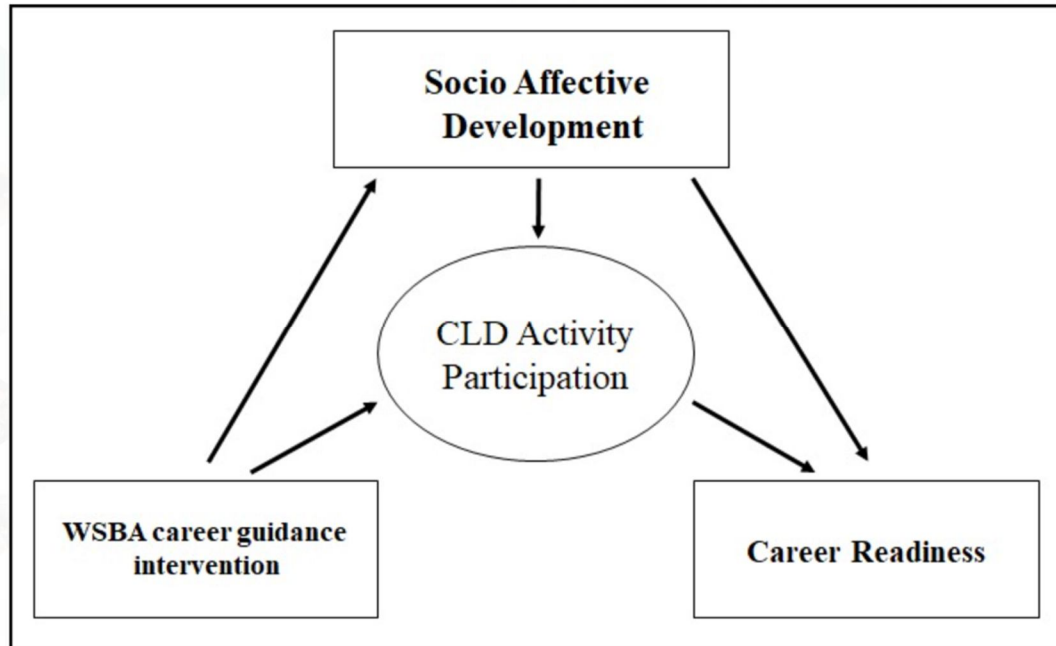 Socio Affective
Development
CLD Activity
Participation
WSBA career guidance
intervention
Career Readiness